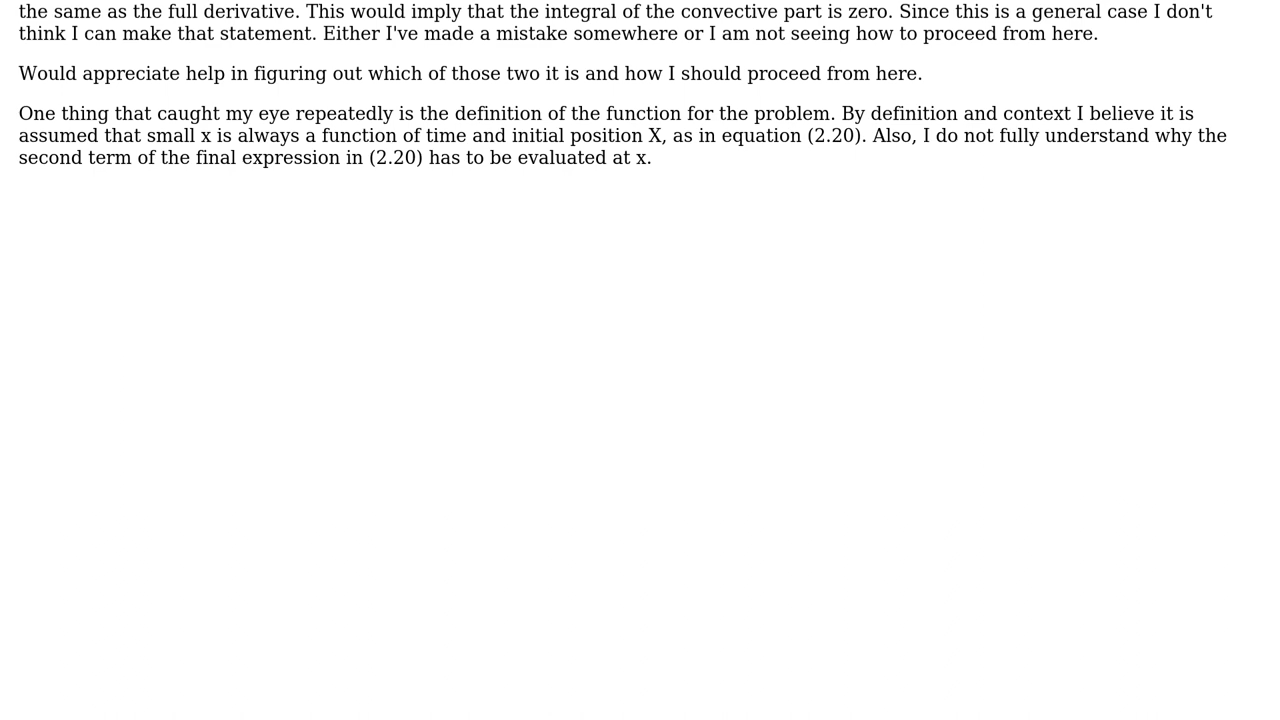 the same as the full derivative. This would imply that the integral of the convective part is zero. Since this is a general case I don't
think I can make that statement. Either I've made a mistake somewhere or I am not seeing how to proceed from here.
Would appreciate help in figuring out which of those two it is and how I should proceed from here.
One thing that caught my eye repeatedly is the definition of the function for the problem. By definition and context I believe it is
assumed that small x is always a function of time and initial position X, as in equation (2.20). Also, I do not fully understand why the
second term of the final expression in (2.20) has to be evaluated at x.